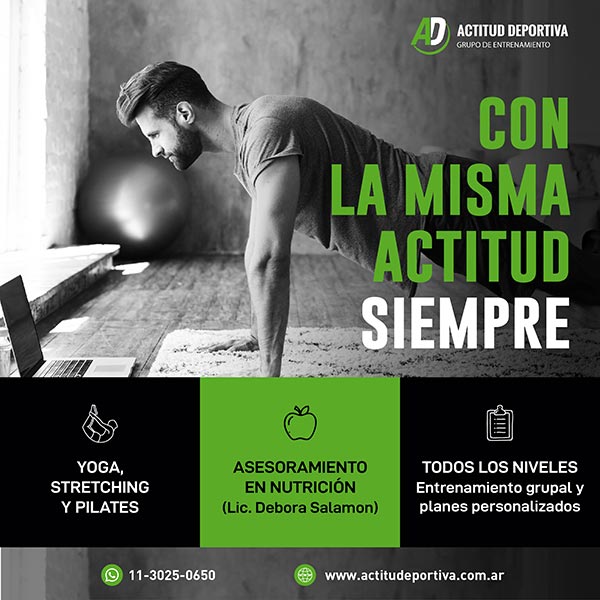 AD ACTITUD DEPORTIVA
GRUPO DE ENTRENAMIENTO
CON
LA MISMA
ACTITUD
SIEMPRE
YOGA,
STRETCHING
Y PILATES
ASESORAMIENTO
EN NUTRICIÓN
(Lic. Debora Salamon)
TODOS LOS NIVELES
Entrenamiento grupal y
planes personalizados
11-3025-0650
www.actitudeportiva.com.ar